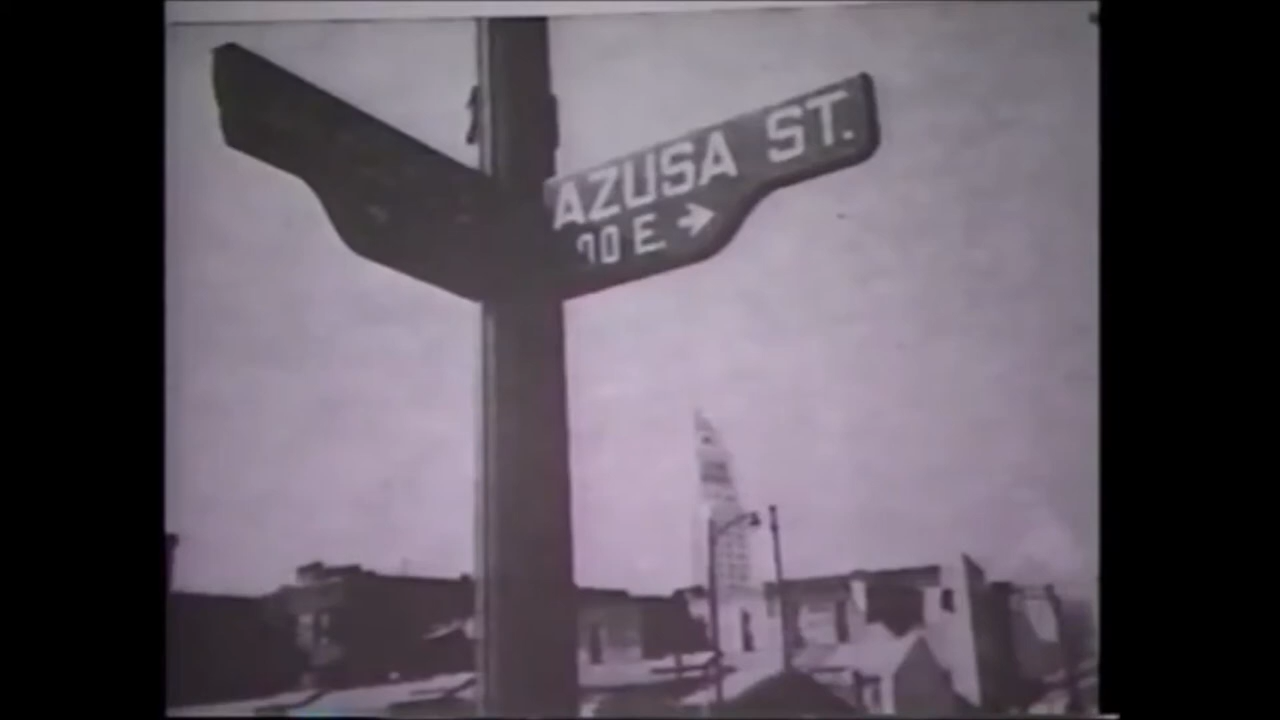 AZUSA ST.
00 E. →